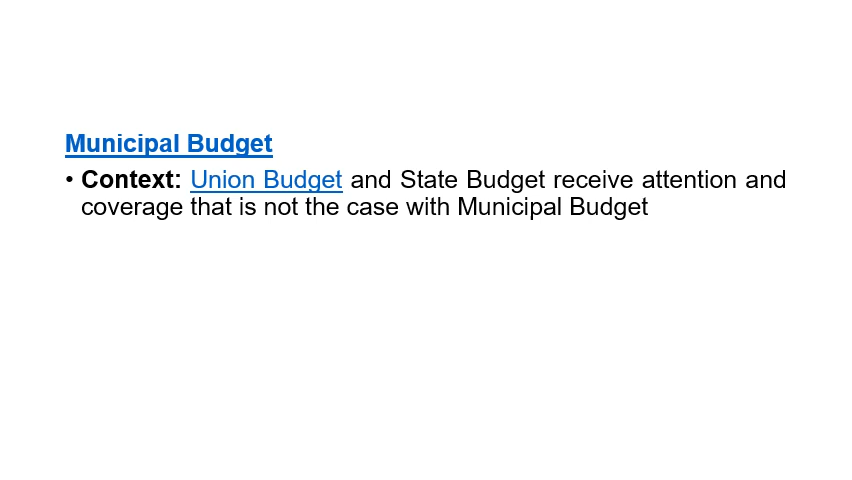 Municipal Budget
• Context: Union Budget and State Budget receive attention and
coverage that is not the case with Municipal Budget